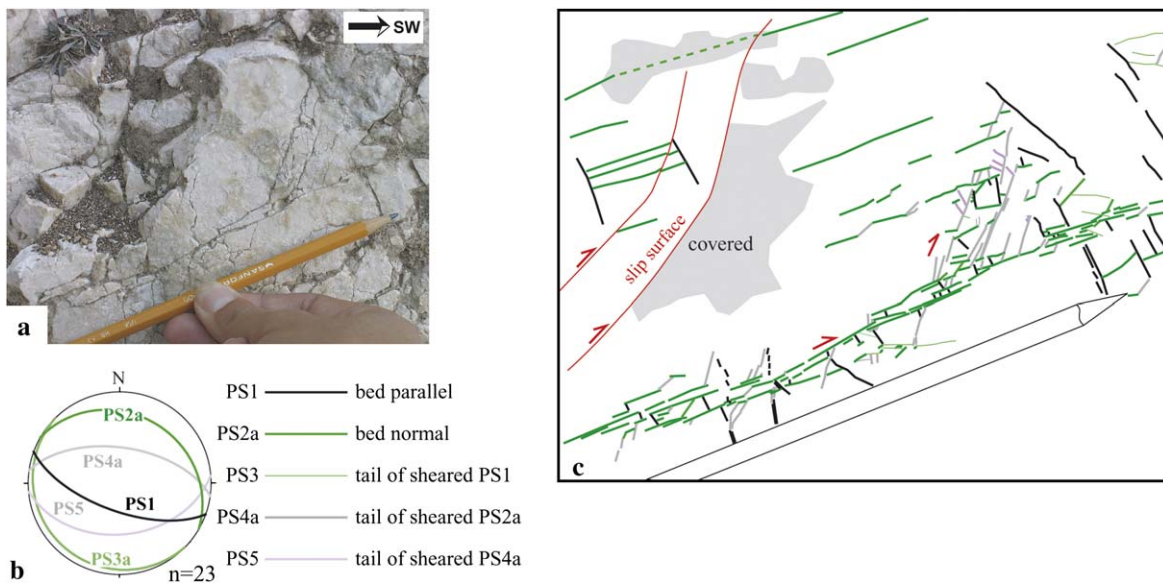 SW
SANFORD
a
N
PS2a
PS4a
PS5
PS1
PS3a
n=23
b
PS1 bed parallel
PS2a bed normal
PS3 tail of sheared PS1
PS4a tail of sheared PS2a
PS5 tail of sheared PS4a
slip surface
covered
c